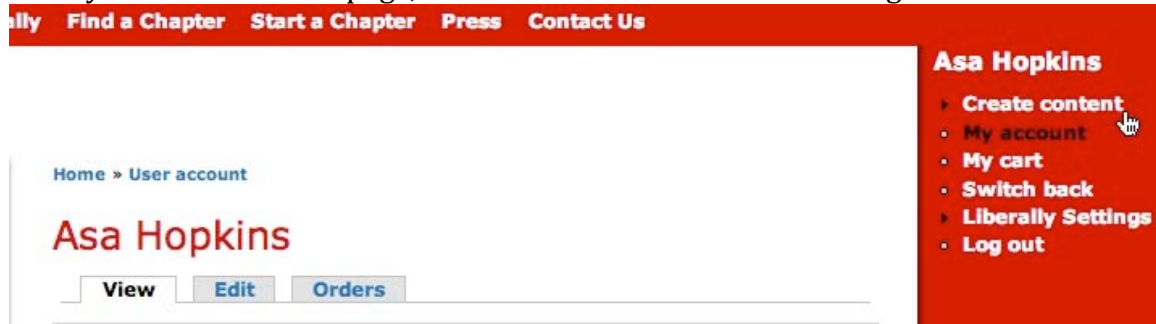 ally Find a Chapter Start a Chapter Press Contact Us
Asa Hopkins
Create content
My account
My cart
Switch back
Liberally Settings
Log out
Home » User account
Asa Hopkins
View Edit Orders